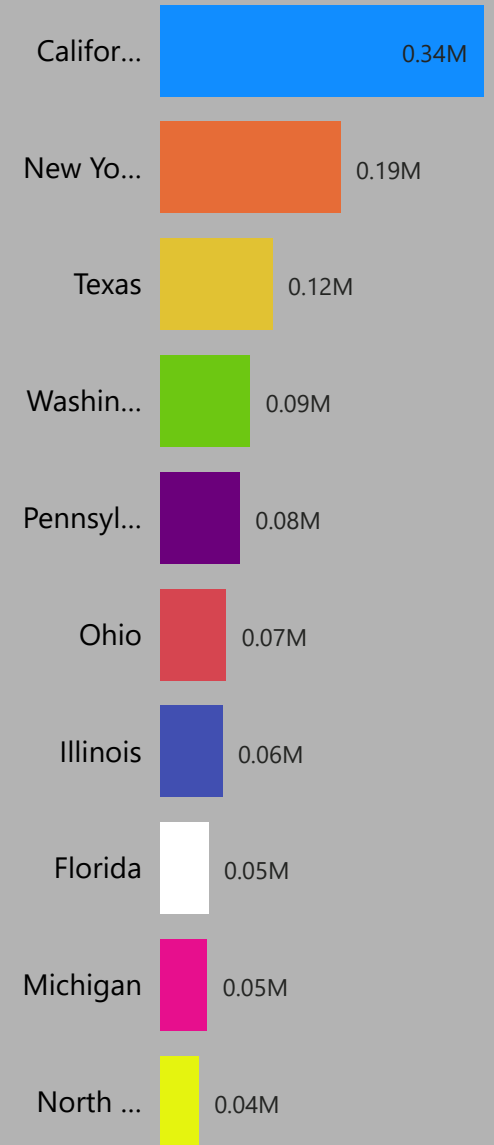 Califor... 0.34M
New Yo... 0.19M
Texas 0.12M
Washin... 0.09M
Pennsyl... 0.08M
Ohio 0.07M
Illinois 0.06M
Florida 0.05M
Michigan 0.05M
North ... 0.04M